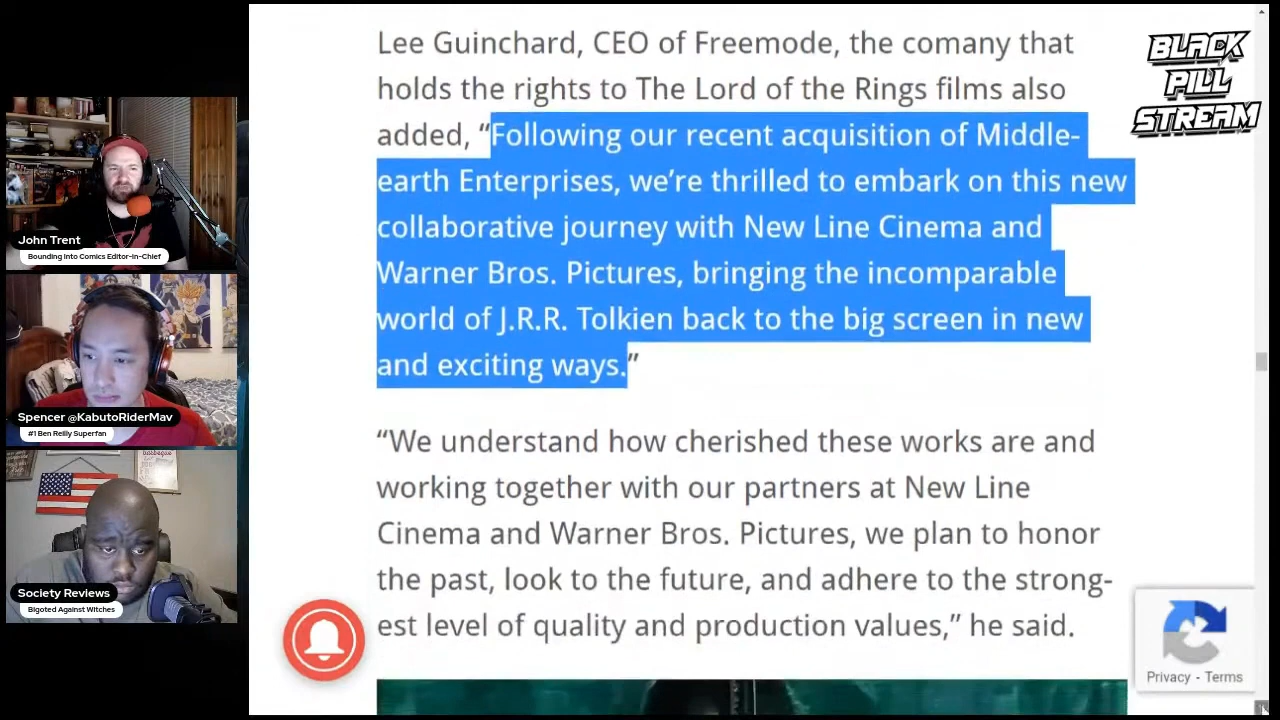 Lee Guinchard, CEO of Freemode, the comany that
holds the rights to The Lord of the Rings films also
added, “Following our recent acquisition of Middle-
earth Enterprises, we’re thrilled to embark on this new
collaborative journey with New Line Cinema and
Warner Bros. Pictures, bringing the incomparable
world of J.R.R. Tolkien back to the big screen in new
and exciting ways.”
“We understand how cherished these works are and
working together with our partners at New Line
Cinema and Warner Bros. Pictures, we plan to honor
the past, look to the future, and adhere to the strong-
est level of quality and production values,” he said.
BLACK
PILL
STREAM
John Trent
Bounding Into Comics Editor-in-Chief
Spencer @KabutoRiderMav
#1 Ben Reilly Superfan
barbeque
Society Reviews
Bigoted Against Witches
Privacy - Terms